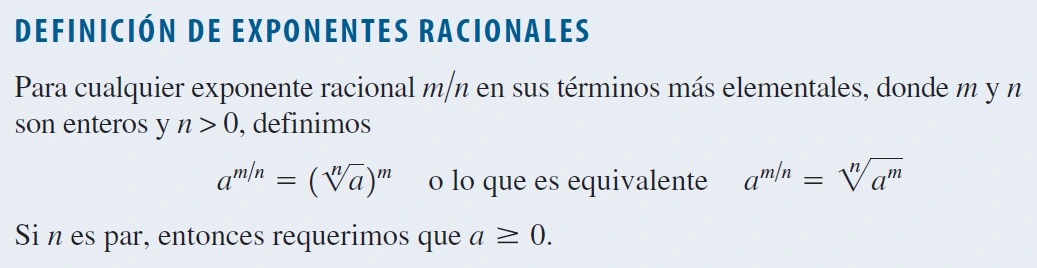 DEFINICIÓN DE EXPONENTES RACIONALES
Para cualquier exponente racional m/n en sus términos más elementales, donde m y n
son enteros y n > 0, definimos
a^{m/n} = (\sqrt[n]{a})^m o lo que es equivalente a^{m/n} = \sqrt[n]{a^m}
Si n es par, entonces requerimos que a ≥ 0.